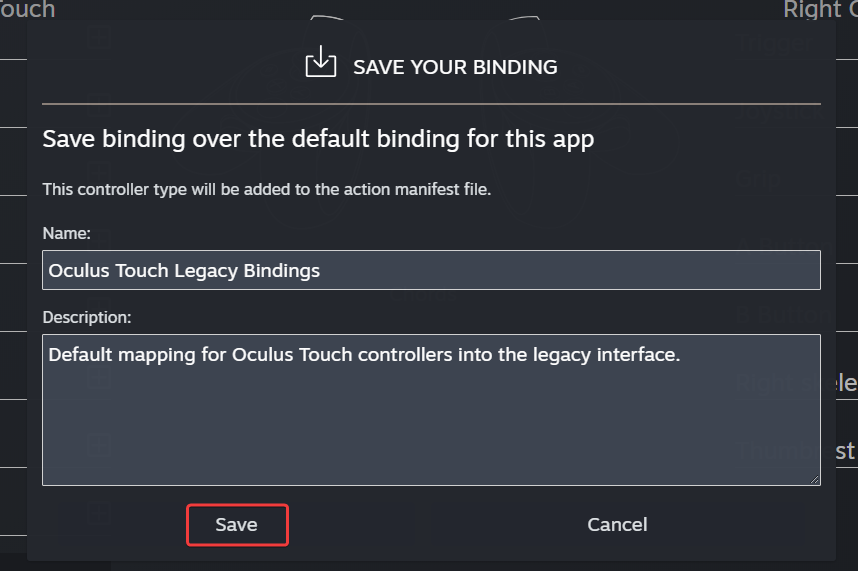 Touch
Right
SAVE YOUR BINDING
Save binding over the default binding for this app
This controller type will be added to the action manifest file.
Name:
Oculus Touch Legacy Bindings
Description:
Default mapping for Oculus Touch controllers into the legacy interface.
Save
Cancel